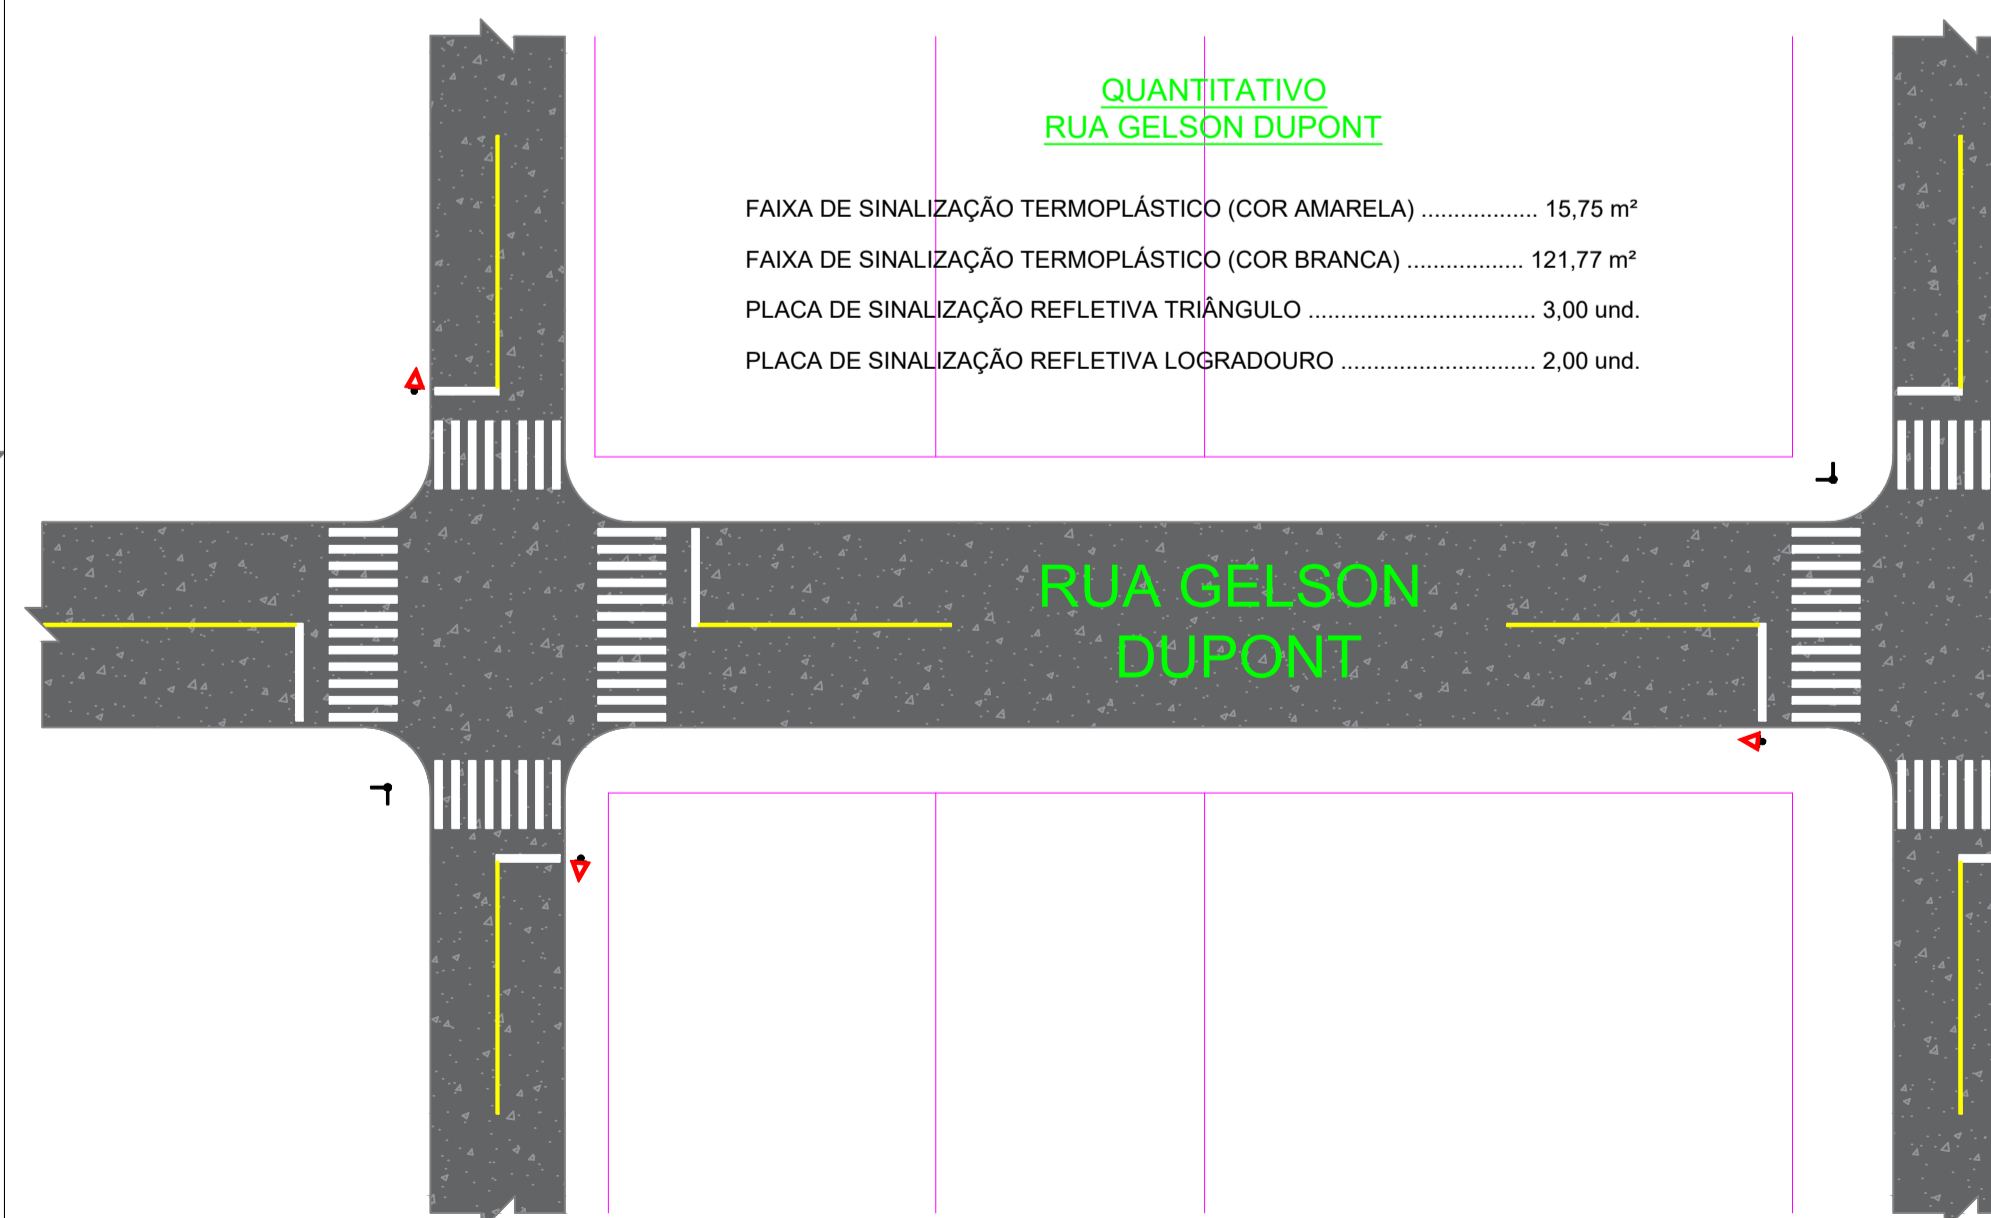 QUANTITATIVO
RUA GELSON DUPONT
FAIXA DE SINALIZAÇÃO TERMOPLÁSTICO (COR AMARELA) .................. 15,75 m²
FAIXA DE SINALIZAÇÃO TERMOPLÁSTICO (COR BRANCA) .................. 121,77 m²
PLACA DE SINALIZAÇÃO REFLETIVA TRIÂNGULO ................................... 3,00 und.
PLACA DE SINALIZAÇÃO REFLETIVA LOGRADOURO .............................. 2,00 und.
RUA GELSON
DUPONT